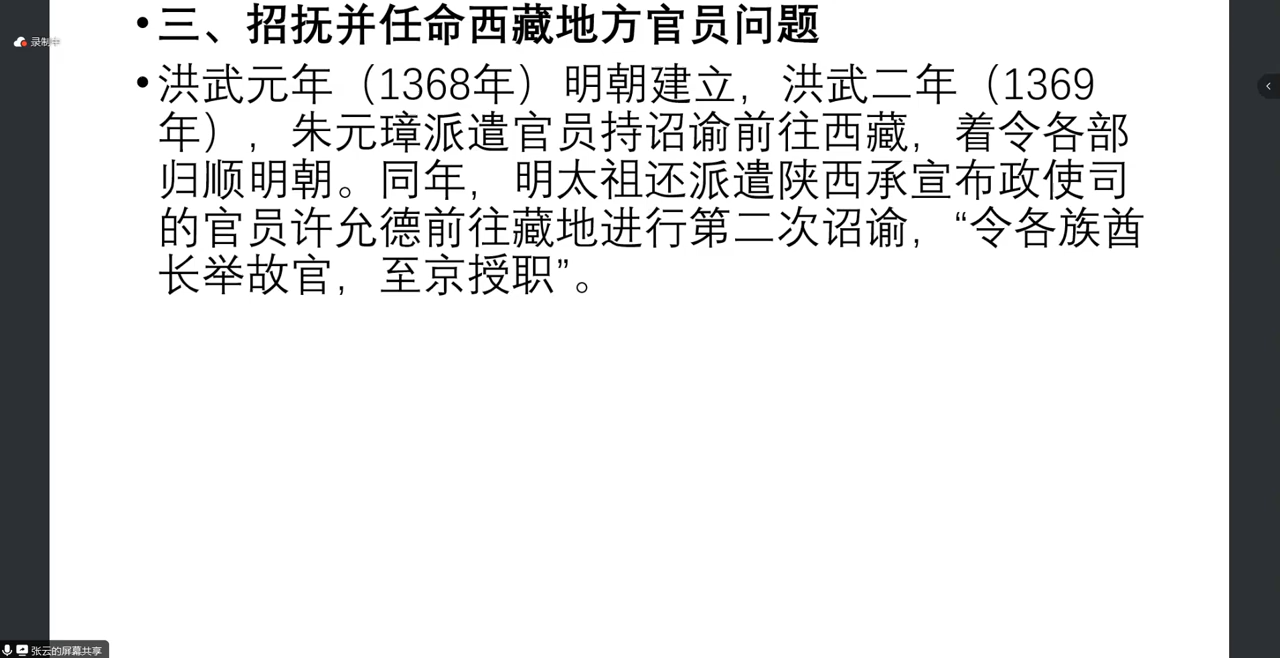 • 三、招抚并任命西藏地方官员问题
录制中
• 洪武元年（1368年）明朝建立，洪武二年（1369
年），朱元璋派遣官员持诏谕前往西藏，着令各部
归顺明朝。同年，明太祖还派遣陕西承宣布政使司
的官员许允德前往藏地进行第二次诏谕，“令各族酋
长举故官，至京授职”。
张云的屏幕共享